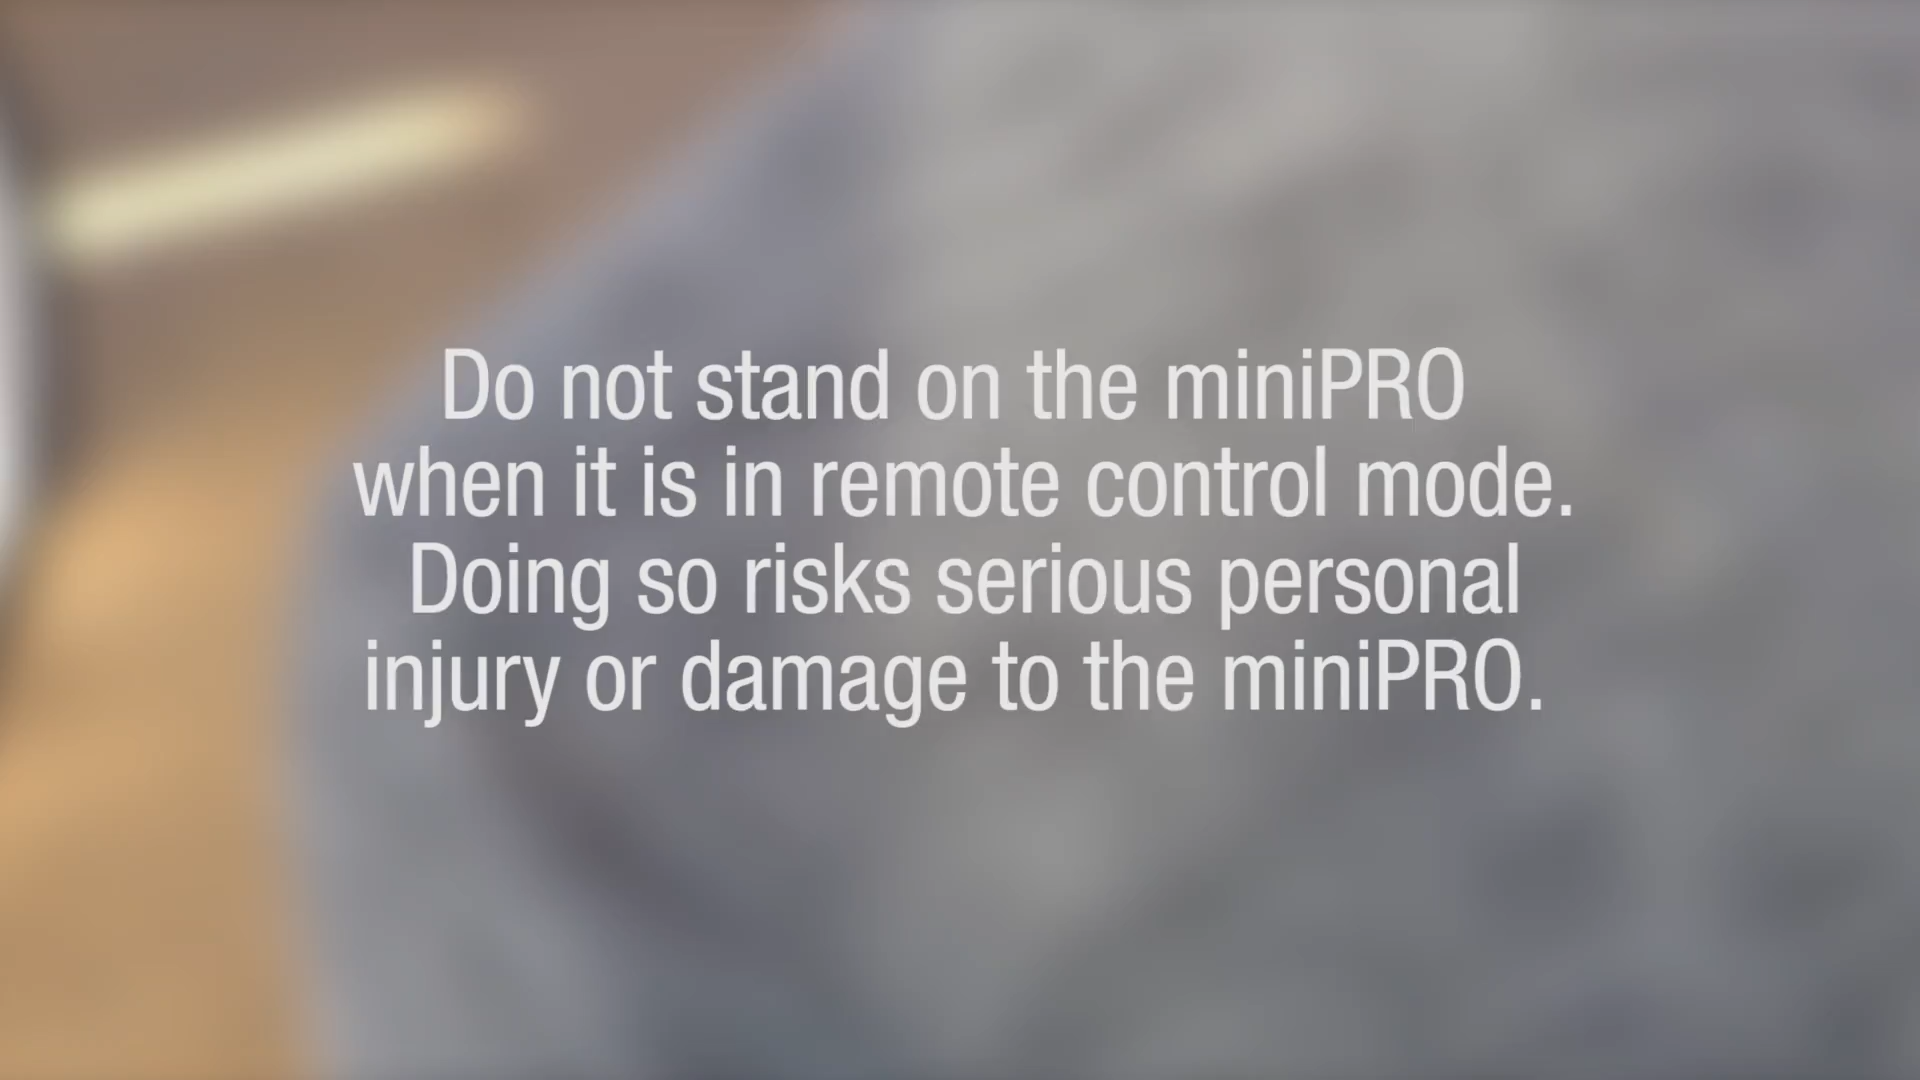 Do not stand on the miniPRO
when it is in remote control mode.
Doing so risks serious personal
injury or damage to the miniPRO.